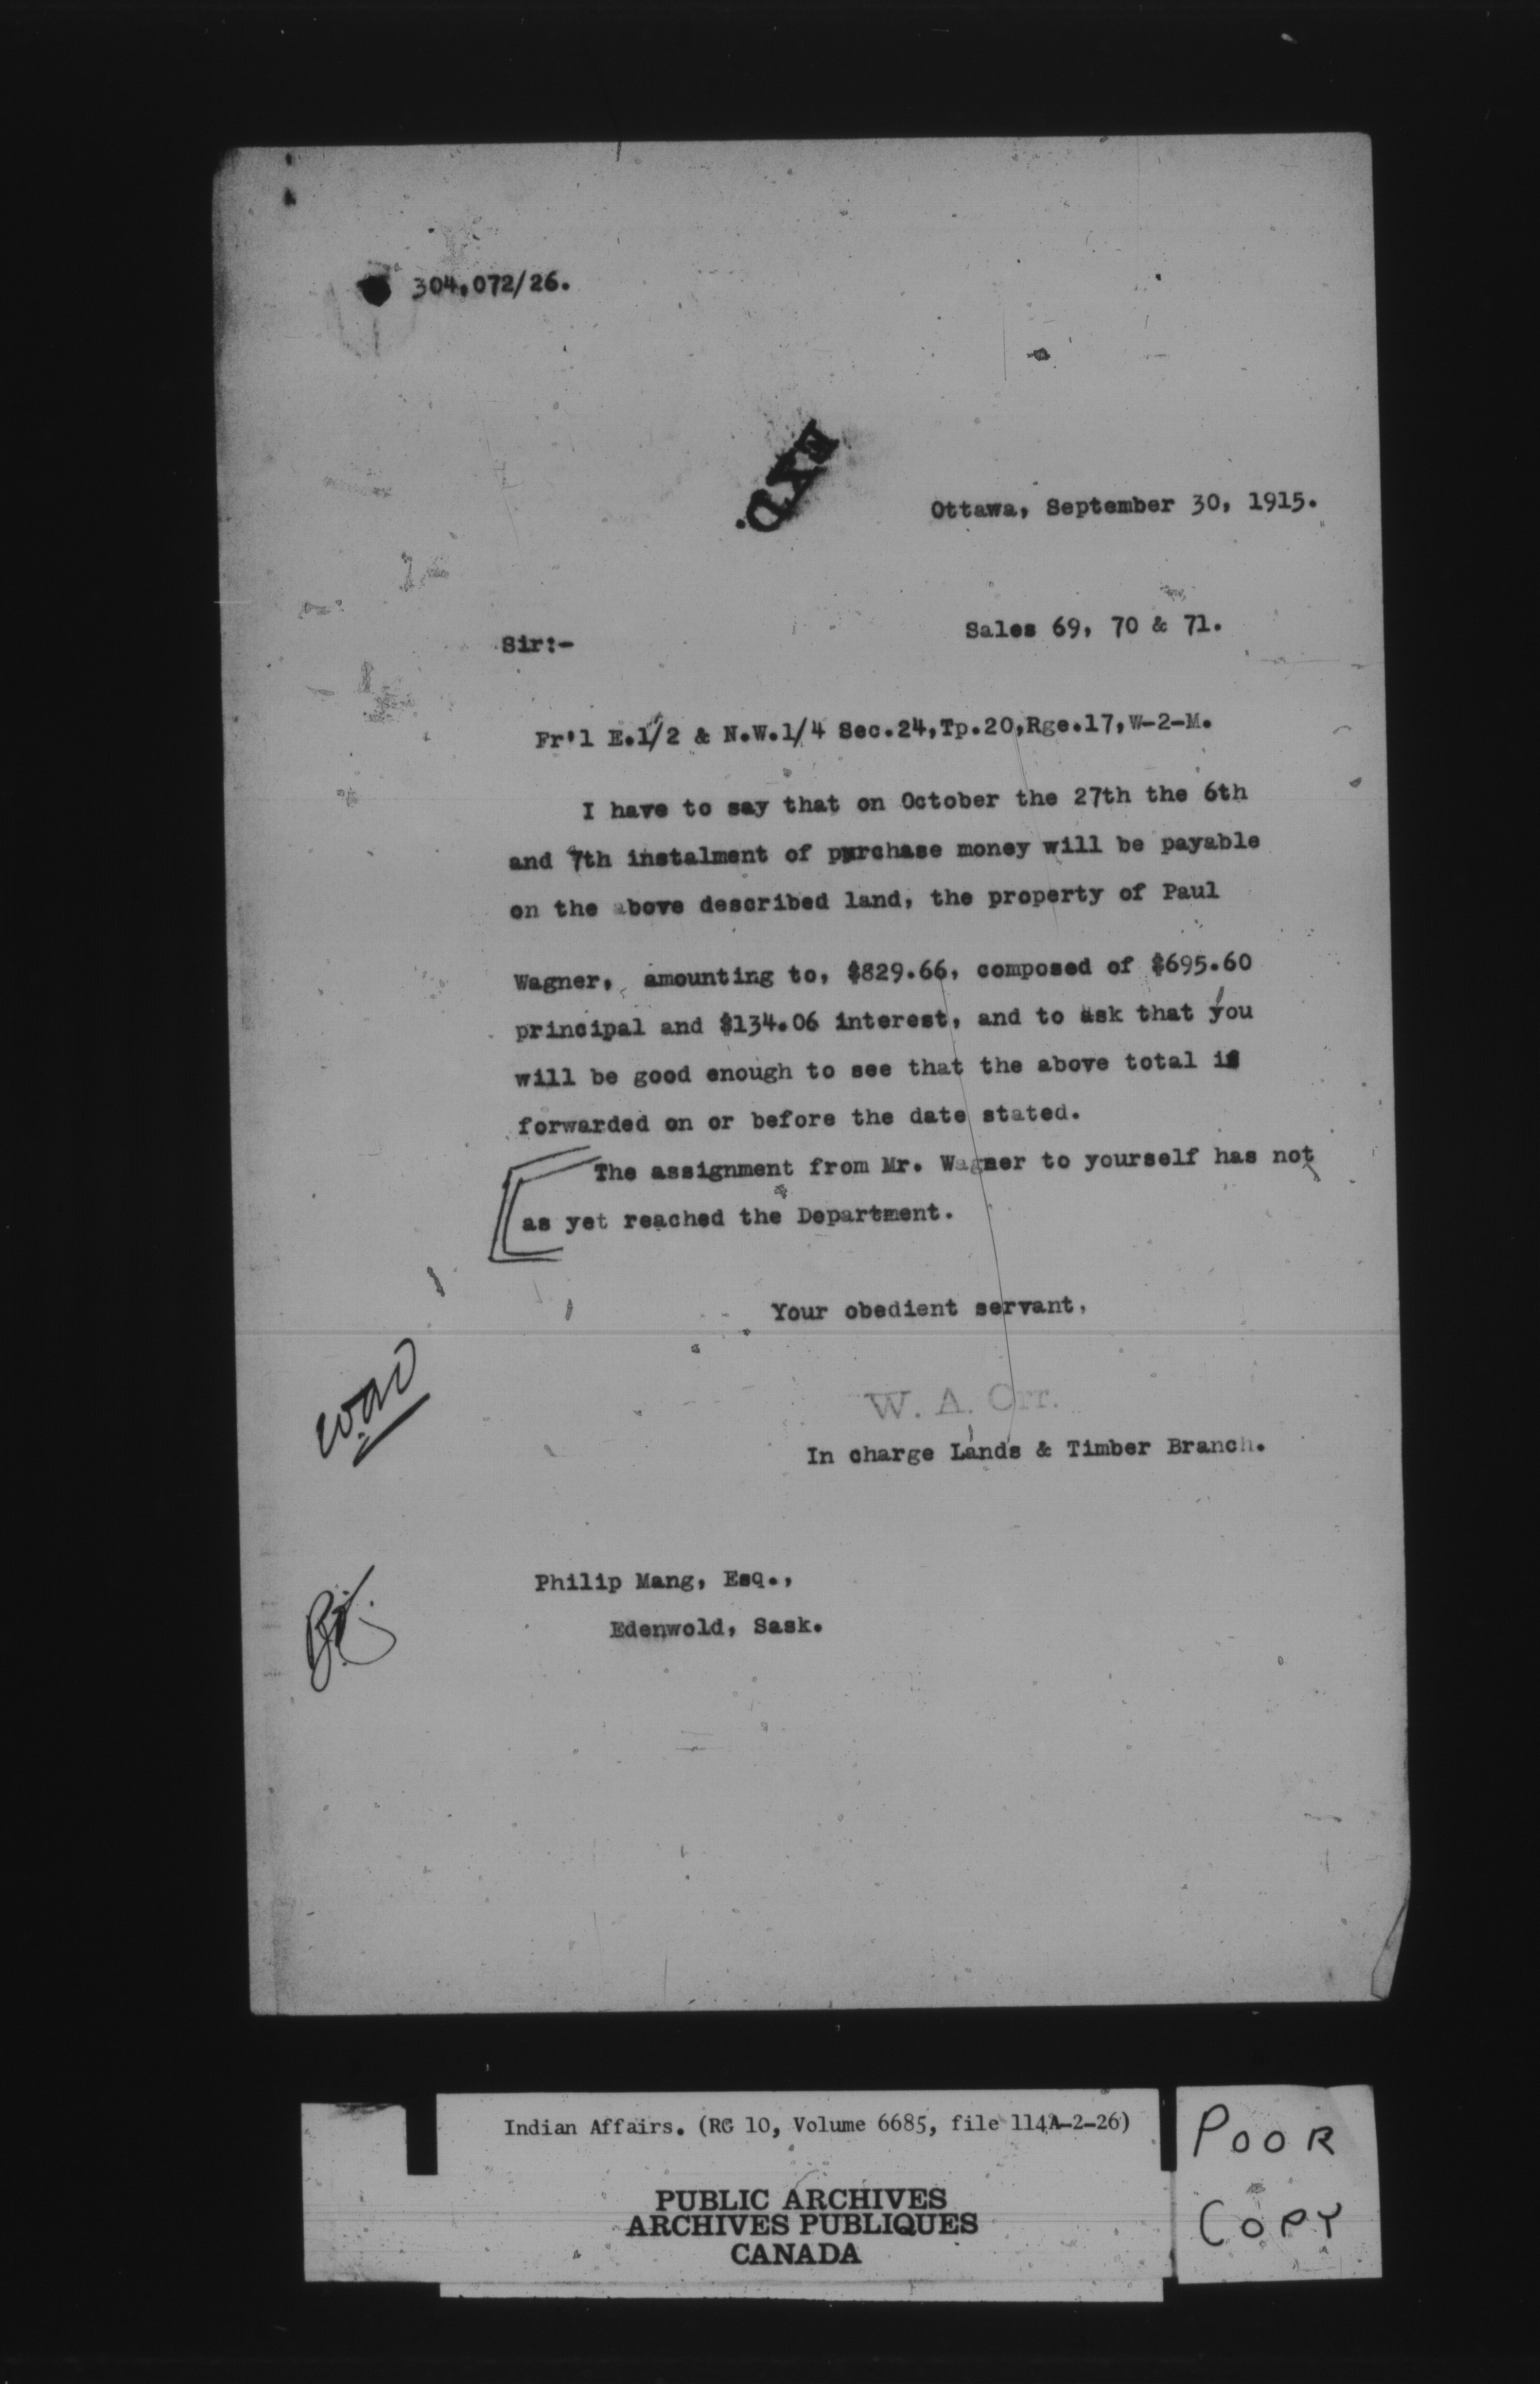 304,072/26.
EXD.
Ottawa, September 30, 1915.
Sales 69, 70 & 71.
Sir:-
Fr'l E.1/2 & N.W.1/4 Sec.24,Tp.20,Rge.17,W-2-M.
I have to say that on October the 27th the 6th
and 7th instalment of purchase money will be payable
on the above described land, the property of Paul
Wagner, amounting to, $829.66, composed of $695.60
principal and $134.06 interest, and to ask that you
will be good enough to see that the above total is
forwarded on or before the date stated.
The assignment from Mr. Wagner to yourself has not
as yet reached the Department.
Your obedient servant,
W. A. Orr.
In charge Lands & Timber Branch.
WAO
Philip Mang, Esq.,
Edenwold, Sask.
Indian Affairs. (RG 10, Volume 6685, file 114A-2-26)
PUBLIC ARCHIVES
ARCHIVES PUBLIQUES
CANADA
POOR
COPY